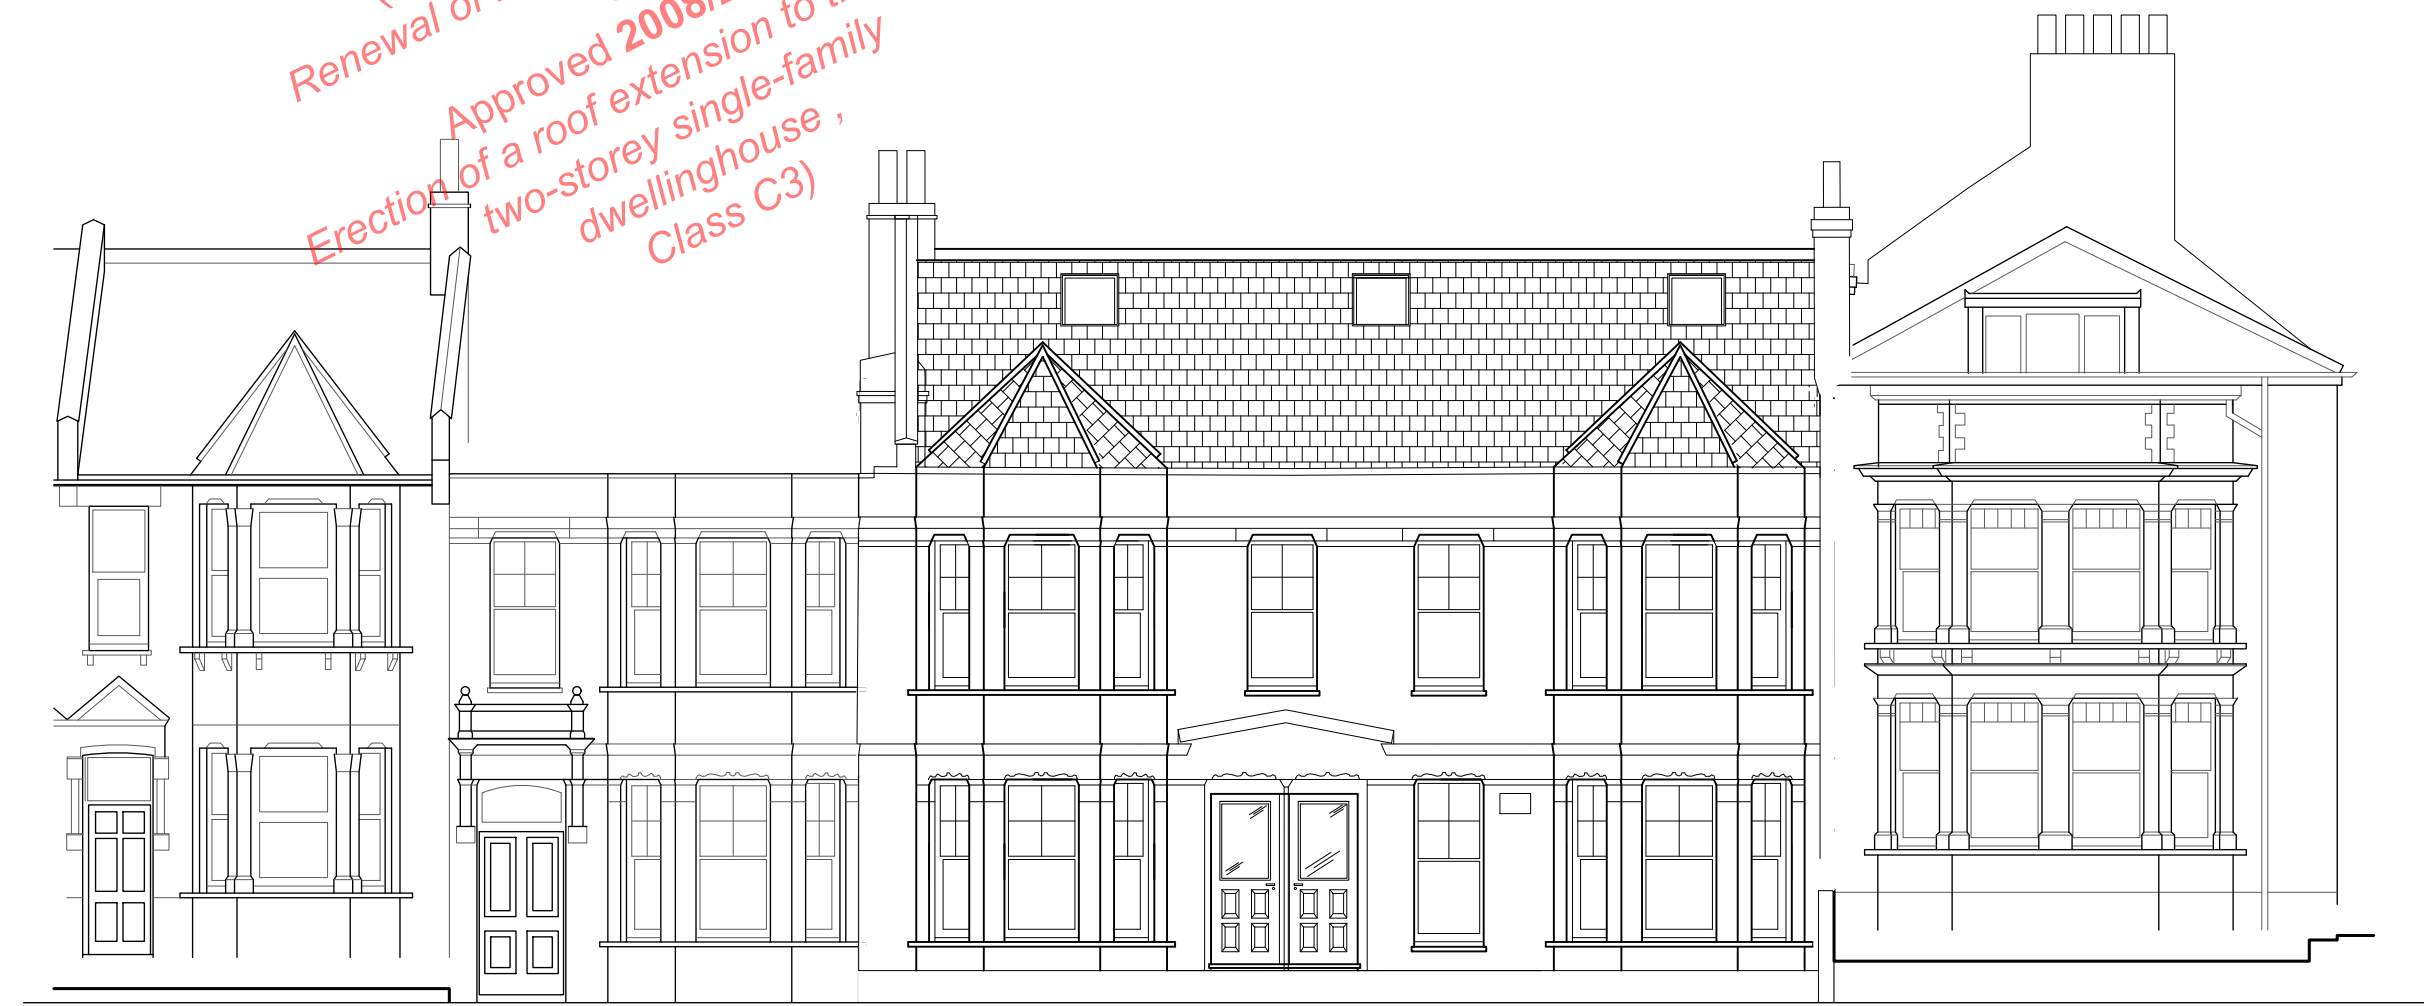 Renewal of
Approved 2008/
Erection of a roof extension to
two-storey single-family
dwellinghouse ,
Class C3)